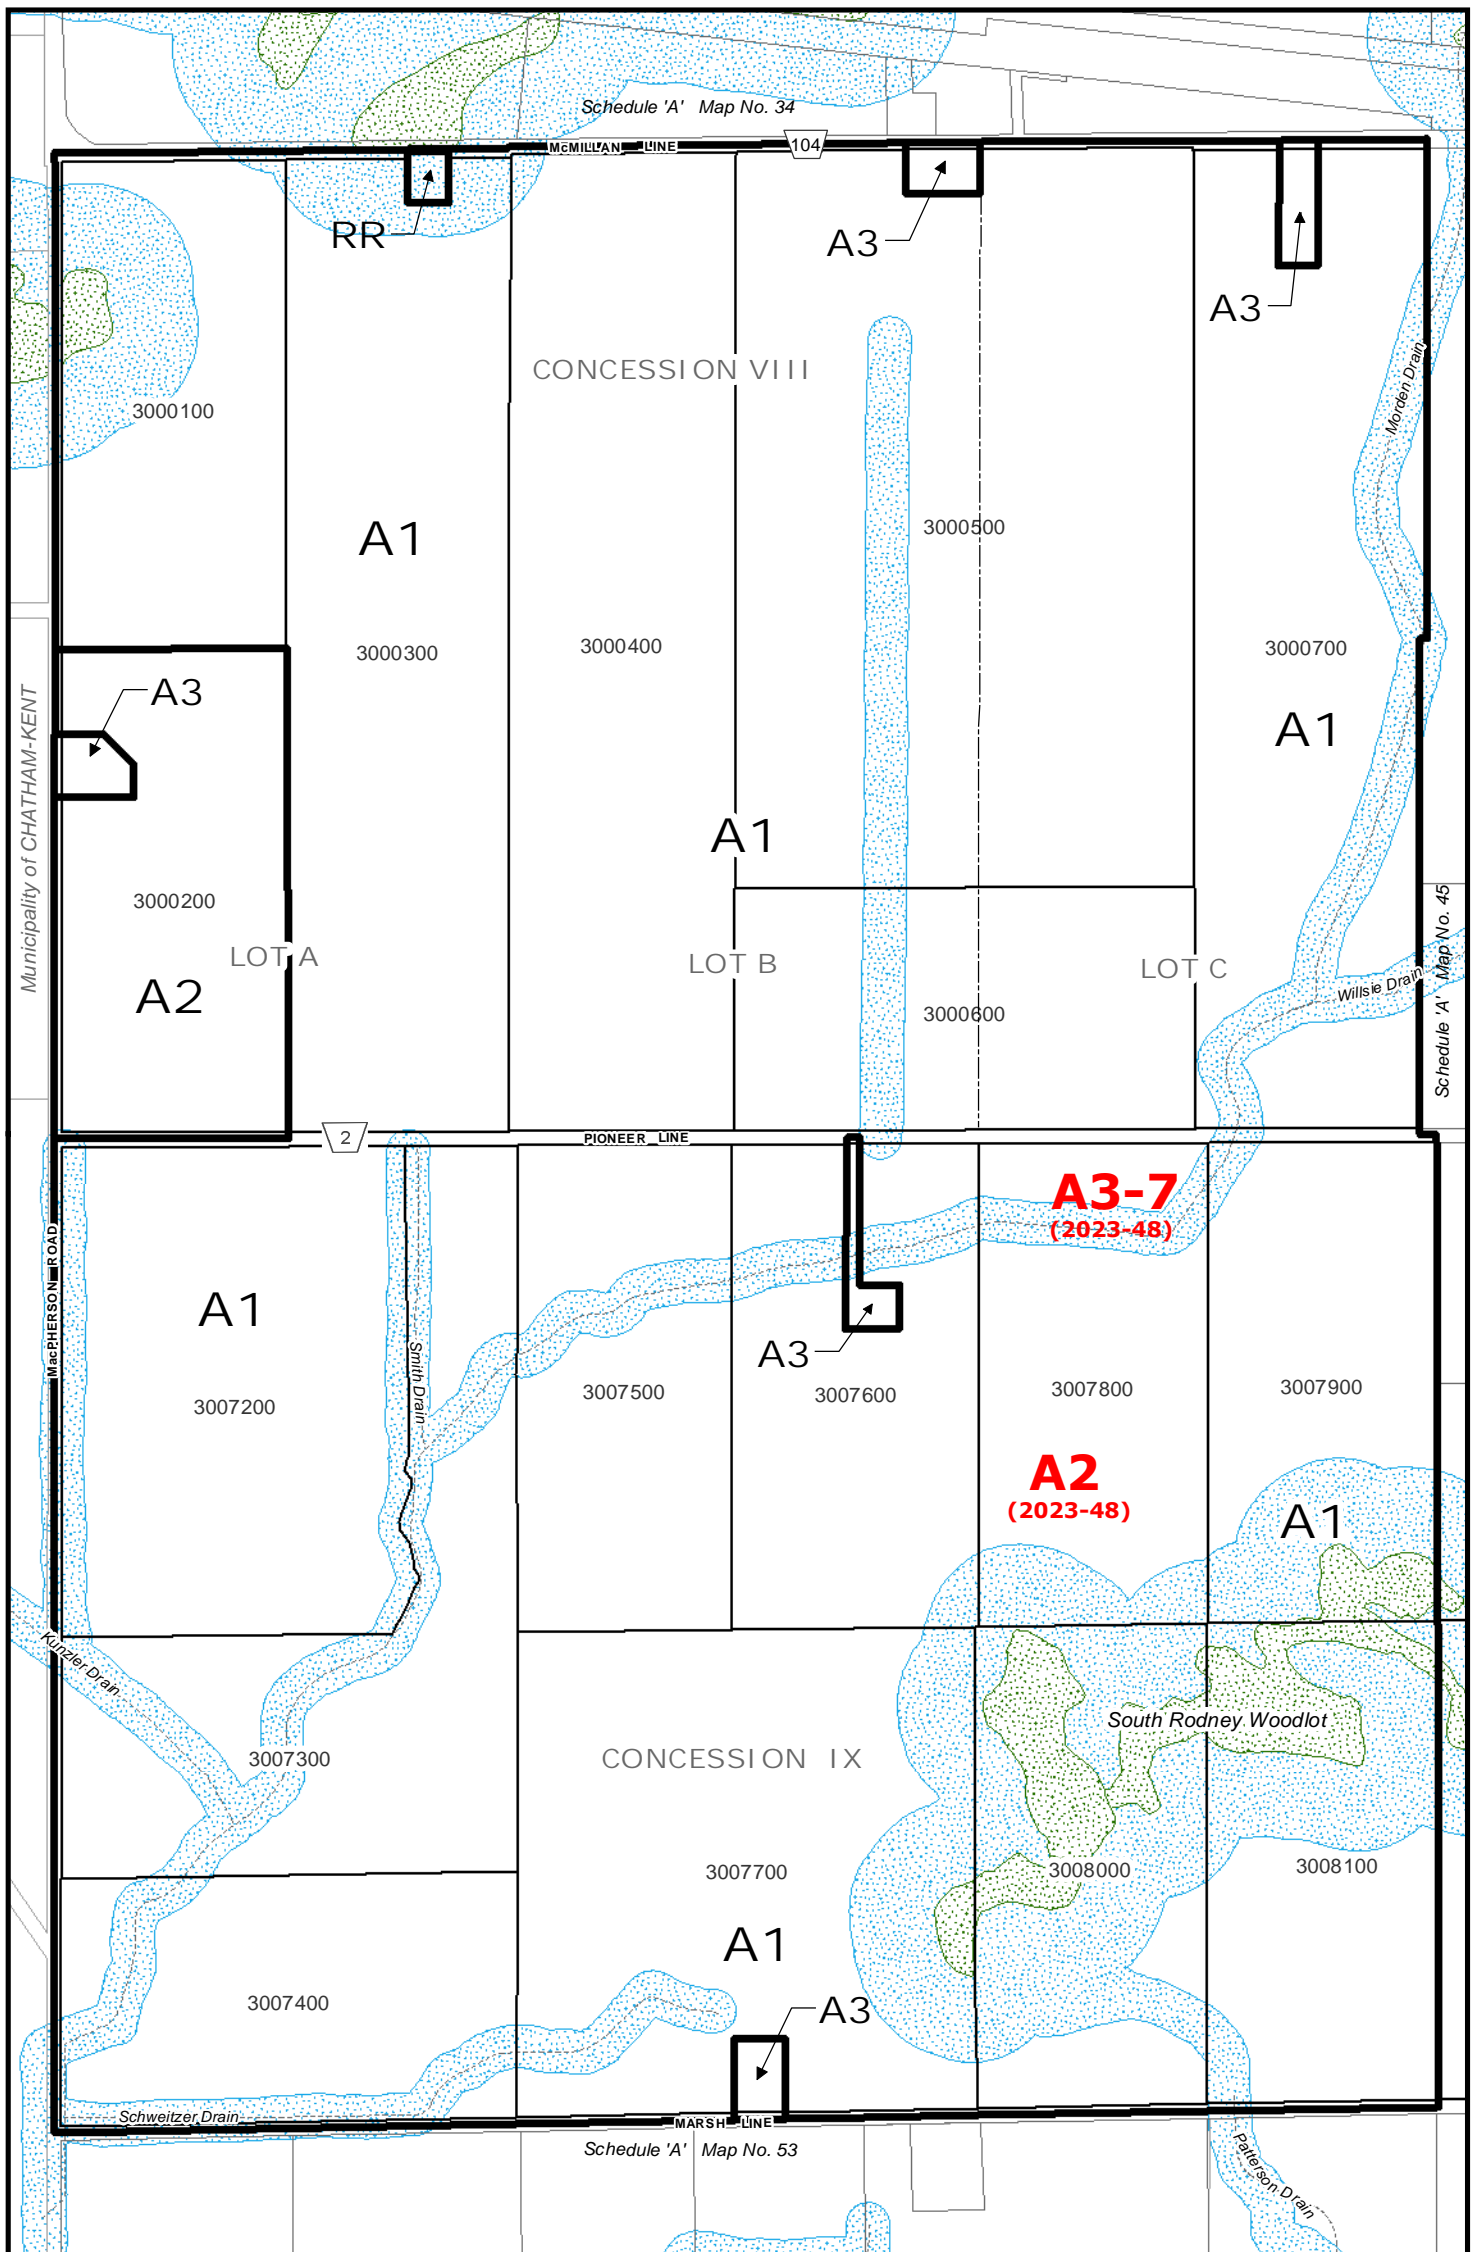 Schedule 'A' Map No. 34
McMILLAN LINE
104
RR
A3
A3
CONCESSION VIII
Morden Drain
3000100
A1
3000500
3000300
3000400
3000700
A3
A1
Municipality of CHATHAM-KENT
A1
3000200
LOT A
LOT B
LOT C
A2
Willsie Drain
3000600
Schedule 'A' Map No. 45
2
PIONEER LINE
A3-7
(2023-48)
MacPHERSON ROAD
A1
Smith Drain
A3
3007200
3007500
3007600
3007800
3007900
A2
(2023-48)
A1
Kunzler Drain
South Rodney Woodlot
3007300
CONCESSION IX
3007700
3008000
3008100
A1
3007400
A3
Schweitzer Drain
MARSH LINE
Schedule 'A' Map No. 53
Patterson Drain